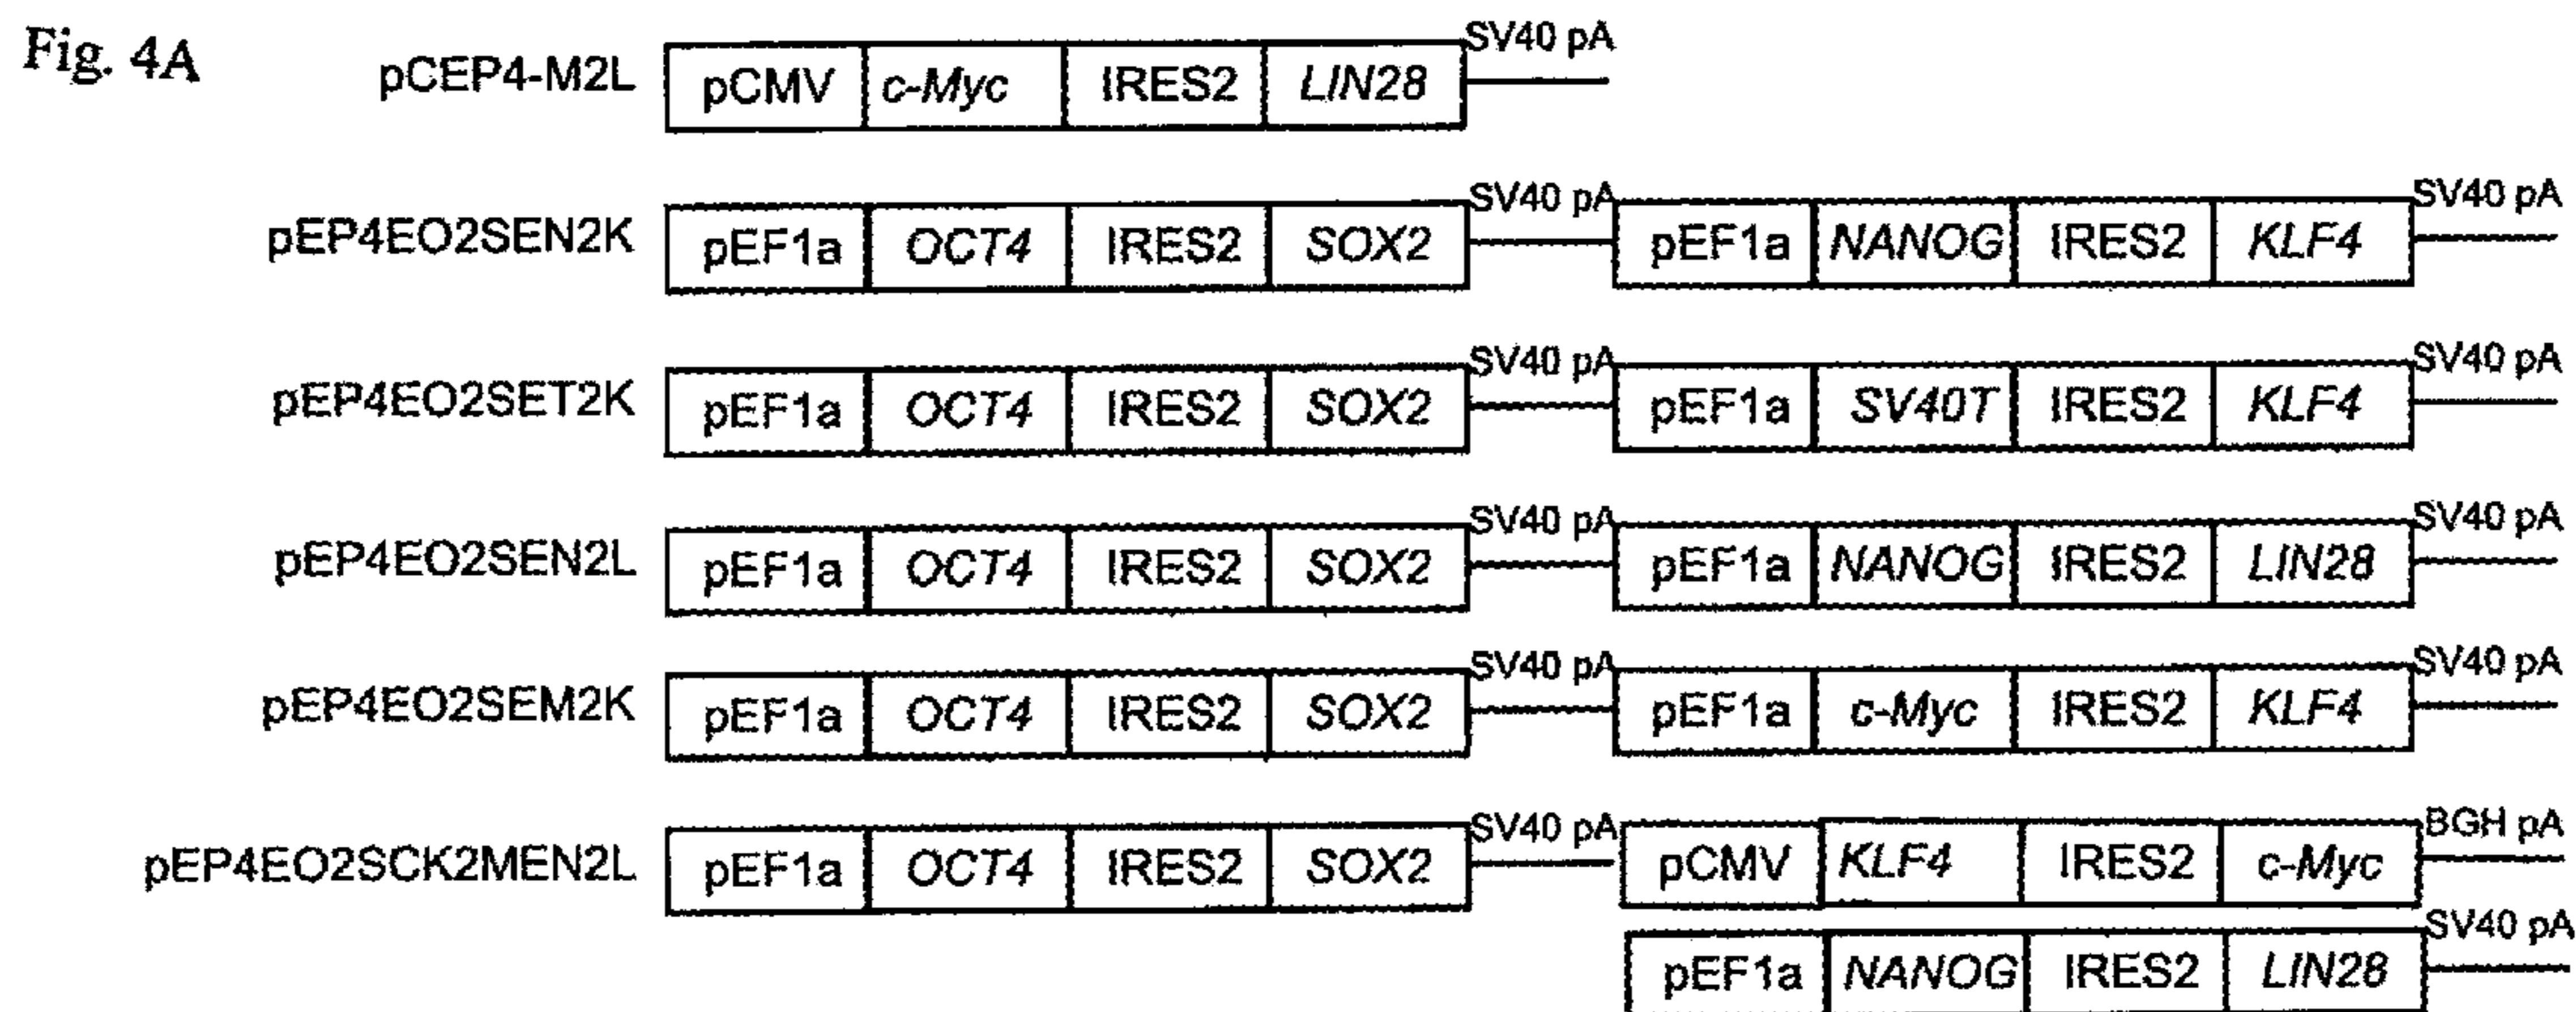 Fig. 4A
SV40 pA
pCEP4-M2L pCMV c-Myc IRES2 LIN28
SV40 pA SV40 pA
pEP4EO2SEN2K pEF1a OCT4 IRES2 SOX2 pEF1a NANOG IRES2 KLF4
SV40 pA SV40 pA
pEP4EO2SET2K pEF1a OCT4 IRES2 SOX2 pEF1a SV40T IRES2 KLF4
SV40 pA SV40 pA
pEP4EO2SEN2L pEF1a OCT4 IRES2 SOX2 pEF1a NANOG IRES2 LIN28
SV40 pA SV40 pA
pEP4EO2SEM2K pEF1a OCT4 IRES2 SOX2 pEF1a c-Myc IRES2 KLF4
SV40 pA BGH pA
pEP4EO2SCK2MEN2L pEF1a OCT4 IRES2 SOX2 pCMV KLF4 IRES2 c-Myc
SV40 pA
pEF1a NANOG IRES2 LIN28